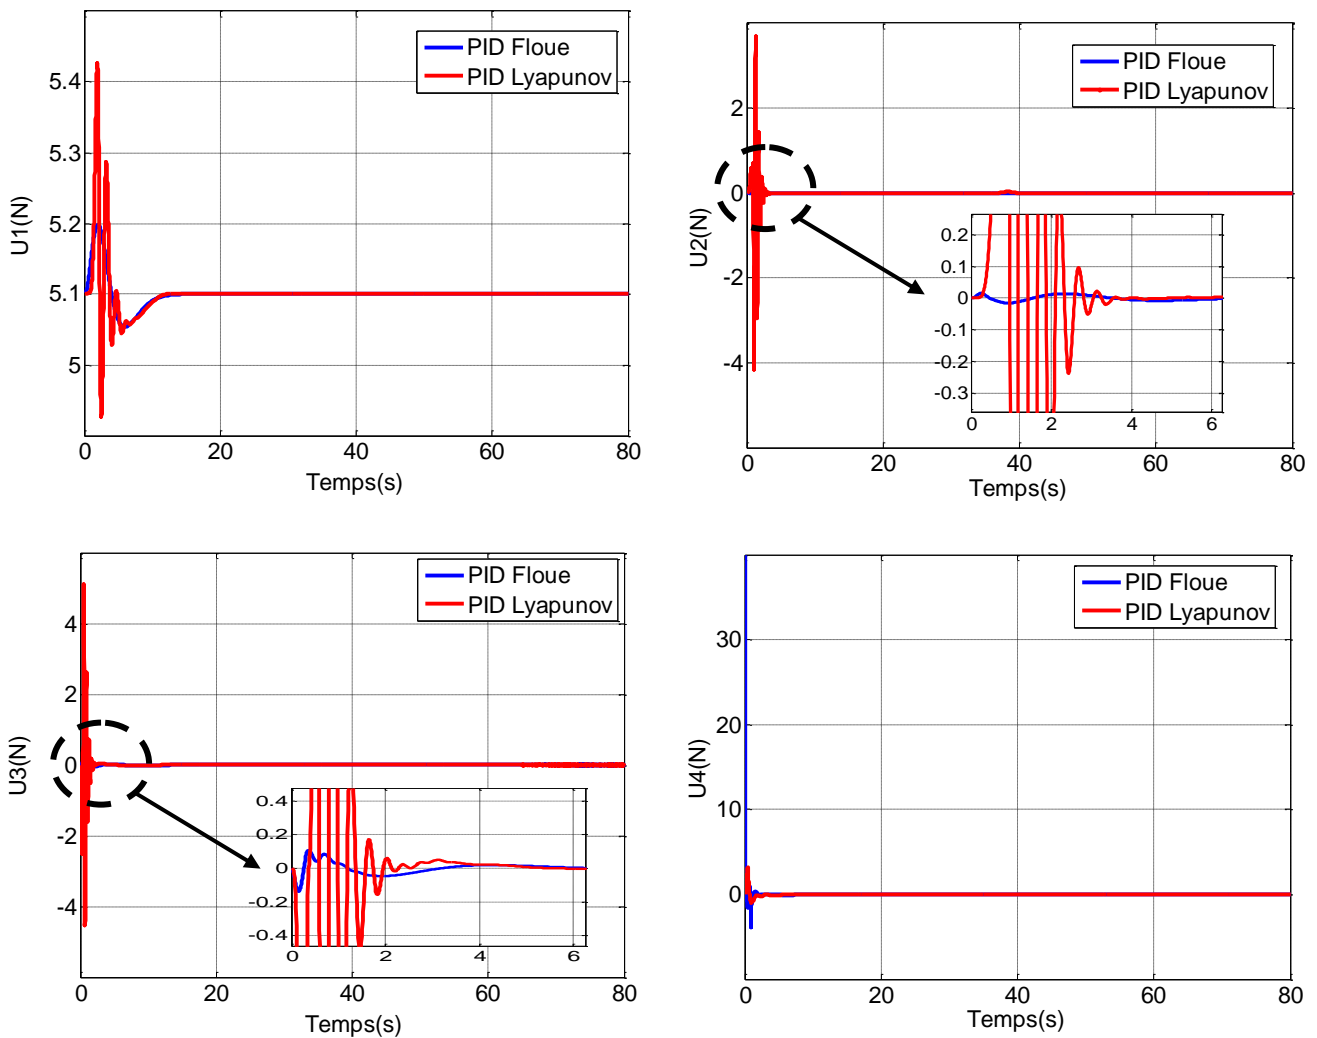 PID Floue
PID Lyapunov
5.4
5.3
5.2
5.1
5
U1(N)
0 20 40 60 80
Temps(s)
PID Floue
PID Lyapunov
2
0
-2
-4
U2(N)
0.2
0.1
0
-0.1
-0.2
-0.3
0 2 4 6
0 20 40 60 80
Temps(s)
PID Floue
PID Lyapunov
4
2
0
-2
-4
U3(N)
0.4
0.2
0
-0.2
-0.4
0 2 4 6
0 20 40 60 80
Temps(s)
PID Floue
PID Lyapunov
30
20
10
0
U4(N)
0 20 40 60 80
Temps(s)